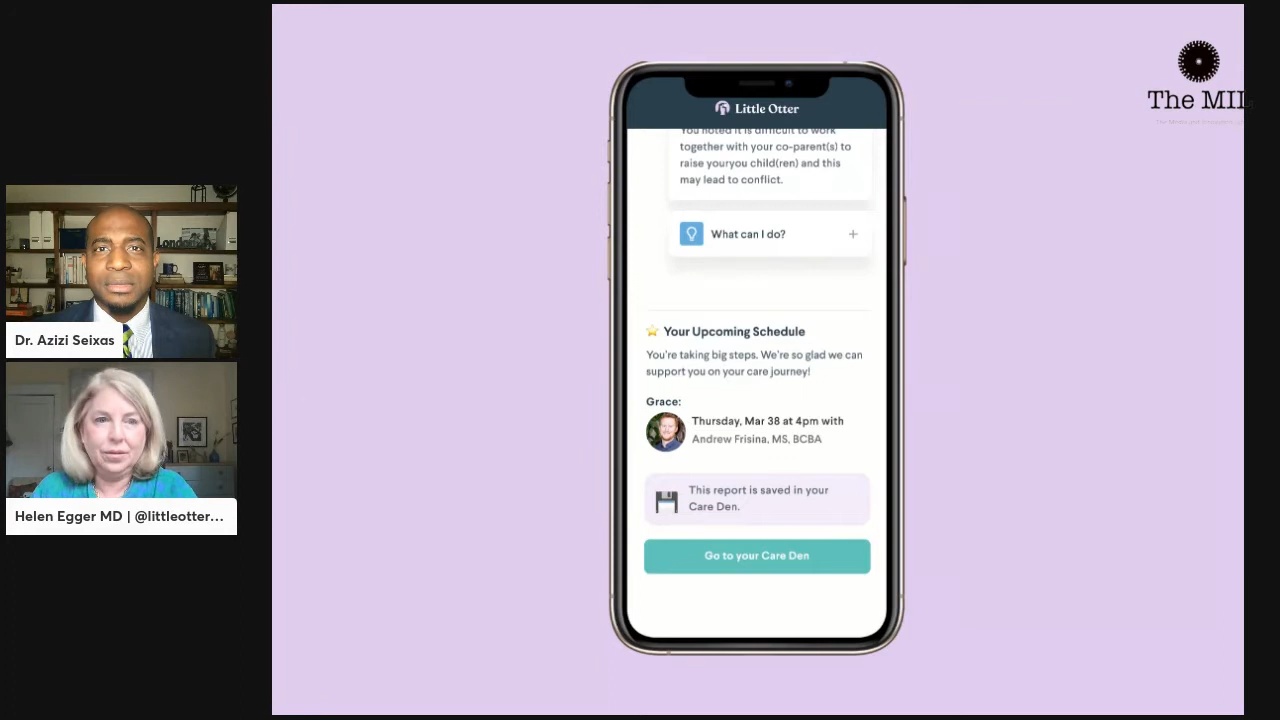 Little Otter
You noted it is difficult to work
together with your co-parent(s) to
raise youryou child(ren) and this
may lead to conflict.
What can I do?
+
Your Upcoming Schedule
You're taking big steps. We're so glad we can
support you on your care journey!
Grace:
Thursday, Mar 38 at 4pm with
Andrew Frisina, MS, BCBA
This report is saved in your
Care Den.
Go to your Care Den
The MIL
Dr. Azizi Seixas
Helen Egger MD | @littleotter...